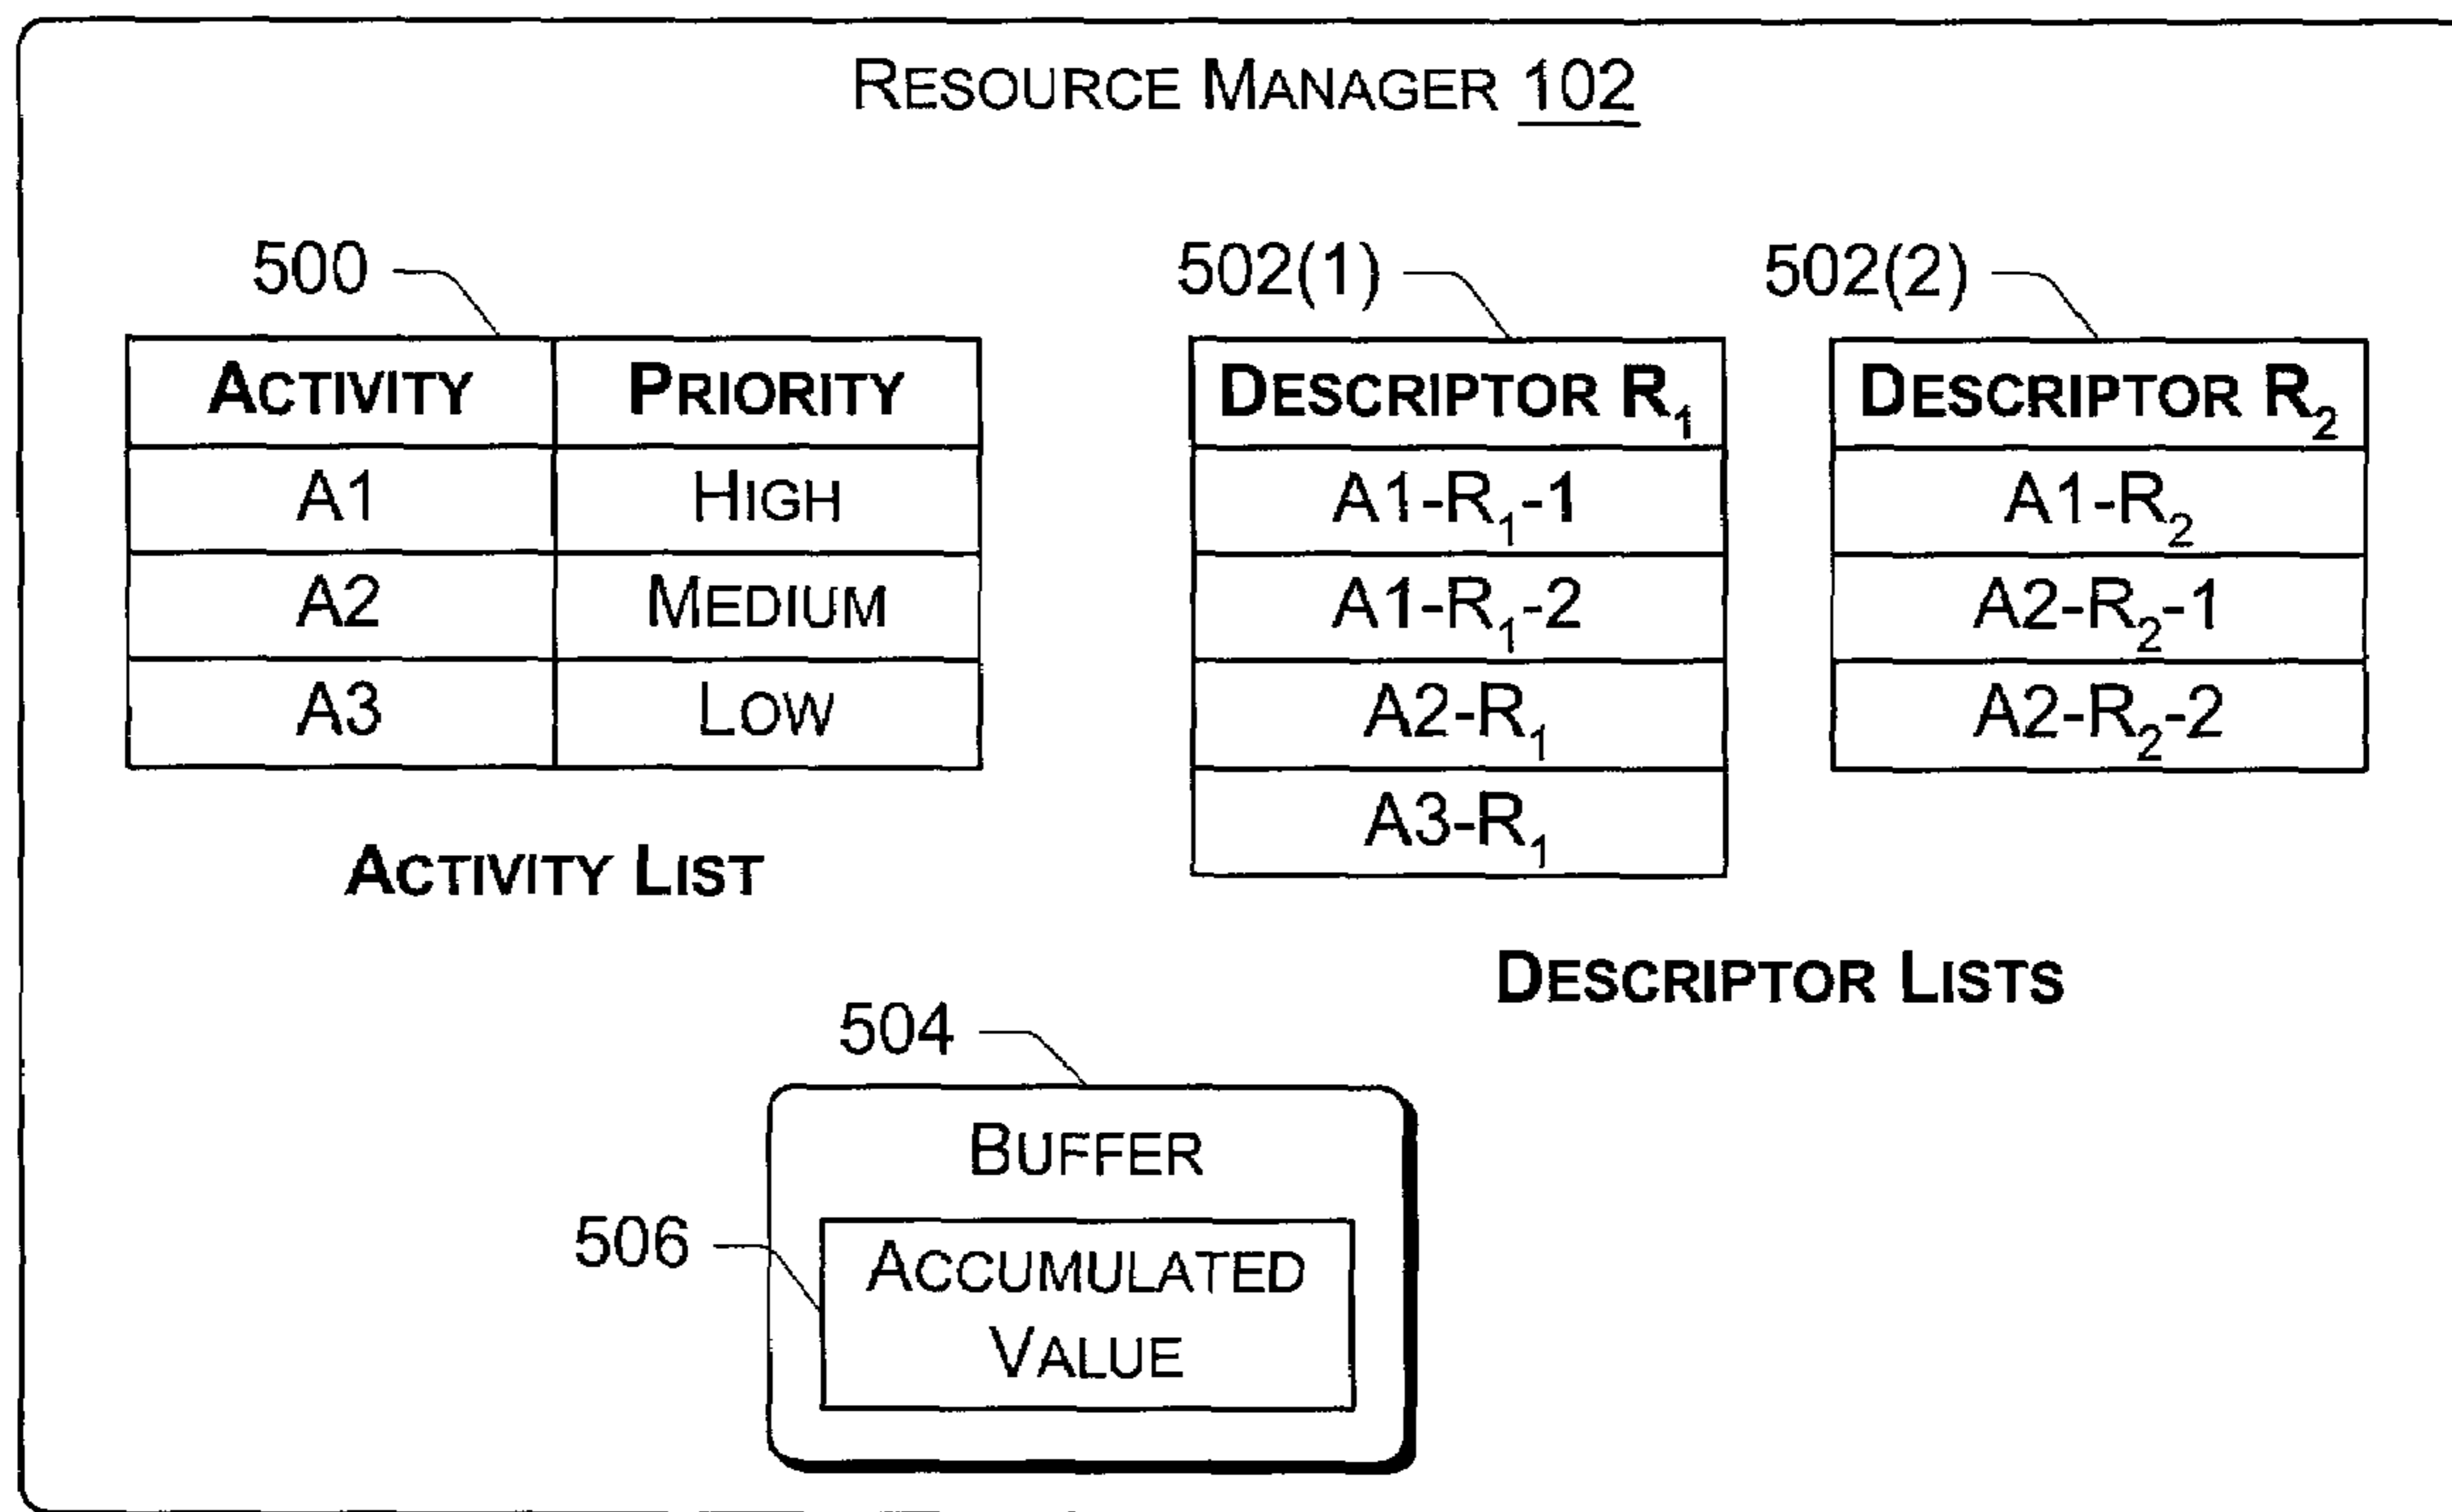 RESOURCE MANAGER 102
500 502(1) 502(2)
ACTIVITY PRIORITY DESCRIPTOR R₁ DESCRIPTOR R₂
A1 HIGH A1-R₁-1 A1-R₂
A2 MEDIUM A1-R₁-2 A2-R₂-1
A3 LOW A2-R₁ A2-R₂-2
A3-R₁
ACTIVITY LIST
DESCRIPTOR LISTS
504
BUFFER
506 ACCUMULATED
VALUE